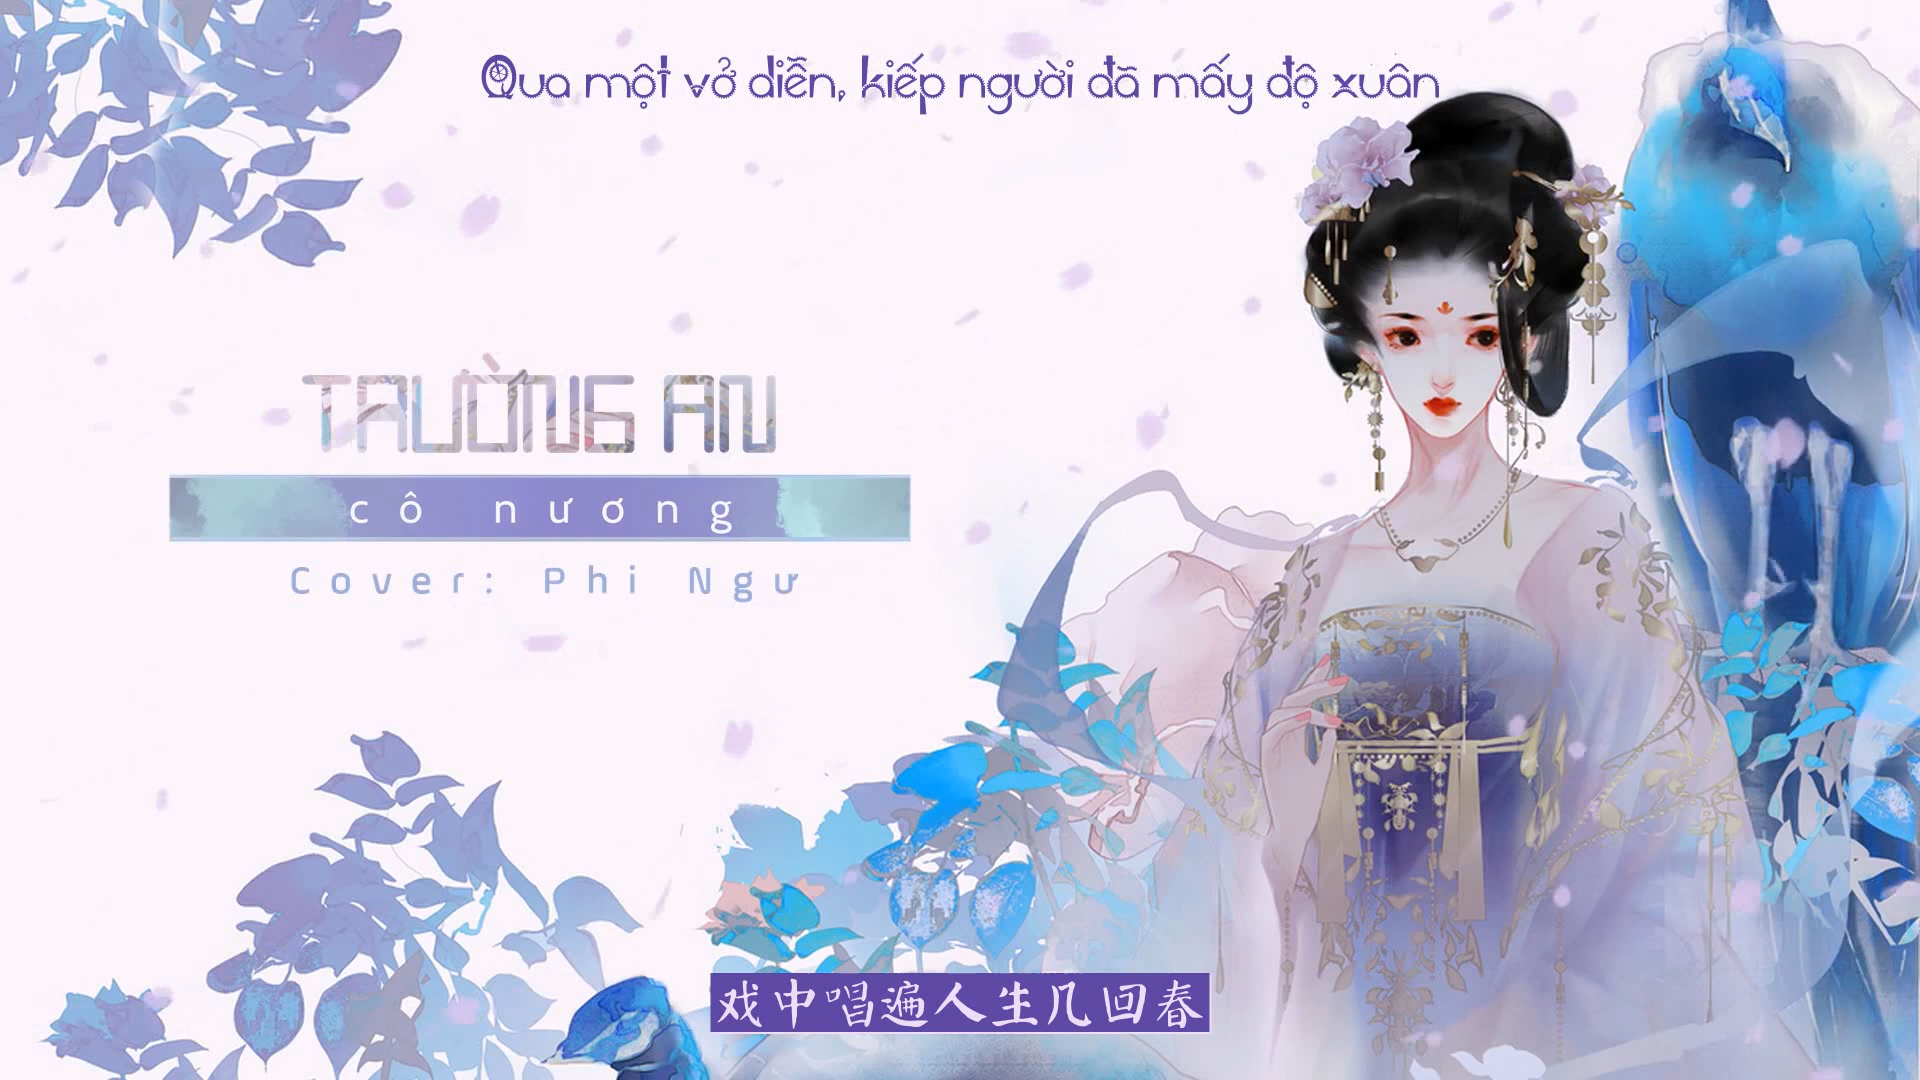 Qua một vở diễn, kiếp người đã mấy độ xuân
TRƯỜNG AN
cô nương
Cover: Phi Ngư
戏中唱遍人生几回春